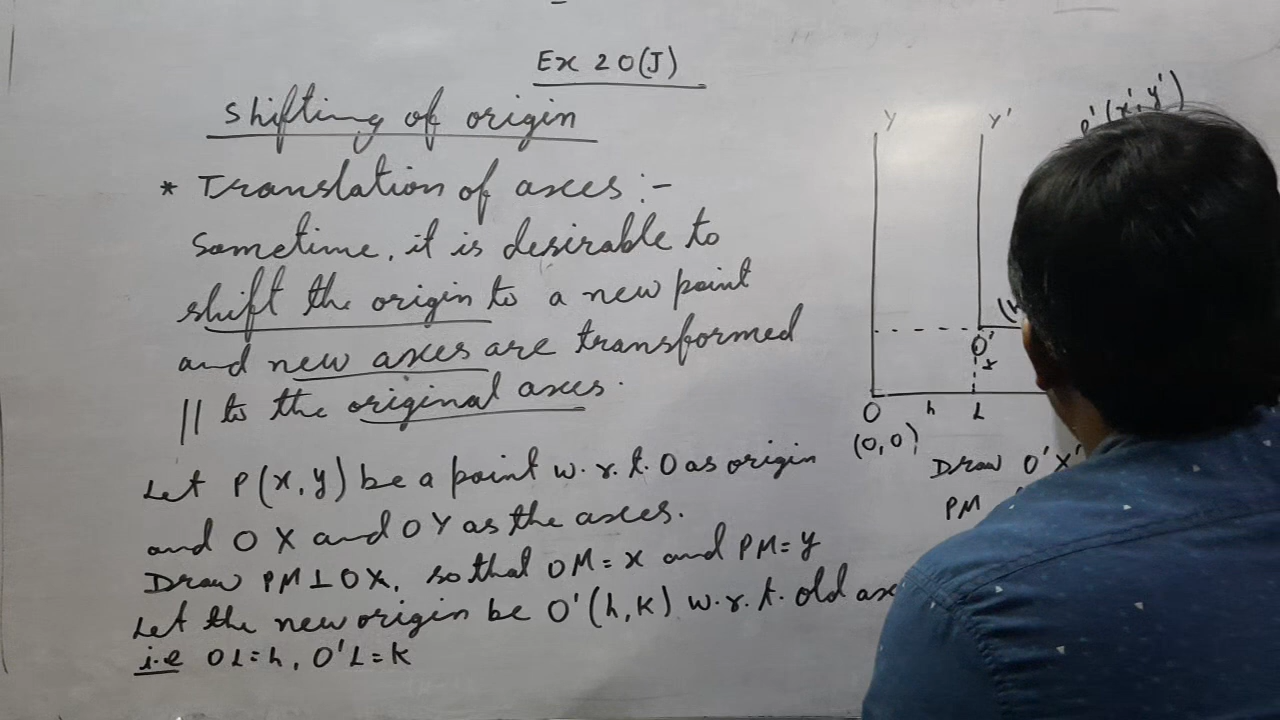 Ex 20(J)
Shifting of origin
* Translation of axes :-
Sometime, it is desirable to
shift the origin to a new point
and new axes are transformed
|| to the original axes.
Let P(x,y) be a point w.r.t. O as origin
and OX and OY as the axes.
Draw PM⊥OX, so that OM=x and PM=y
Let the new origin be O'(h,k) w.r.t. old
i.e OL=h, O'L=k
Y Y' (x',y')
O'
O h L
(0,0)
Draw O'X'
PM